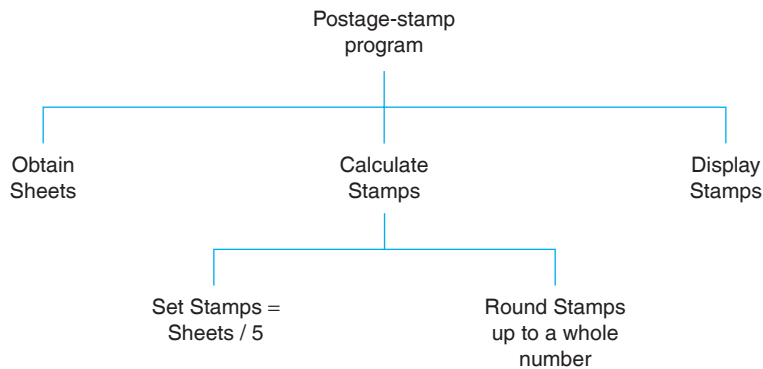 Postage-stamp
program
Obtain
Sheets
Calculate
Stamps
Display
Stamps
Set Stamps =
Sheets / 5
Round Stamps
up to a whole
number